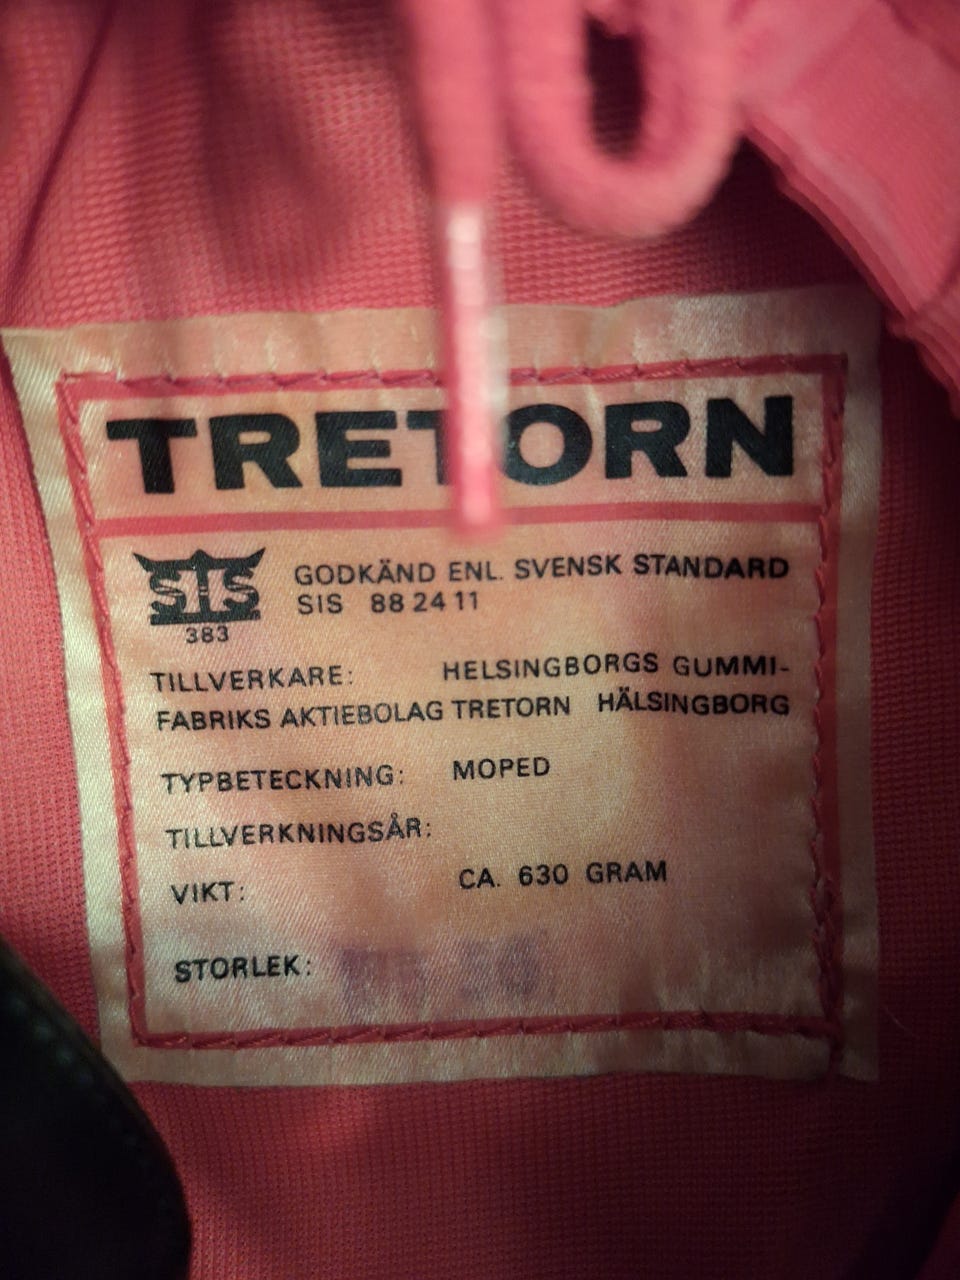 TRETORN
SIS
383
GODKÄND ENL. SVENSK STANDARD
SIS 88 24 11
TILLVERKARE: HELSINGBORGS GUMMI-
FABRIKS AKTIEBOLAG TRETORN HÄLSINGBORG
TYPBETECKNING: MOPED
TILLVERKNINGSÅR:
VIKT: CA. 630 GRAM
STORLEK: